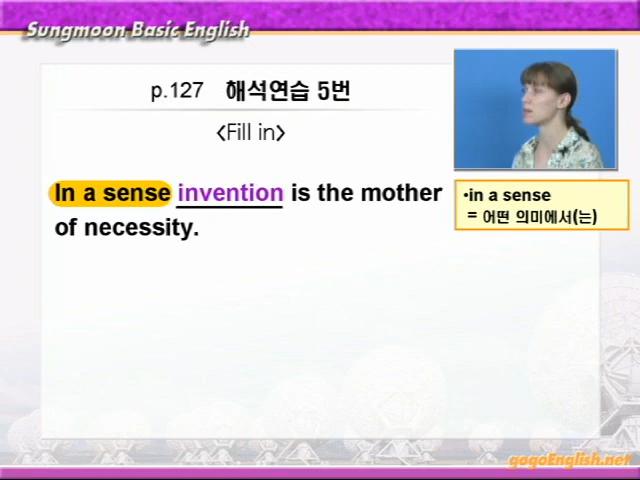 Sungmoon Basic English
p.127 해석연습 5번
<Fill in>
In a sense invention is the mother
of necessity.
•in a sense
= 어떤 의미에서(는)
gogoEnglish.net